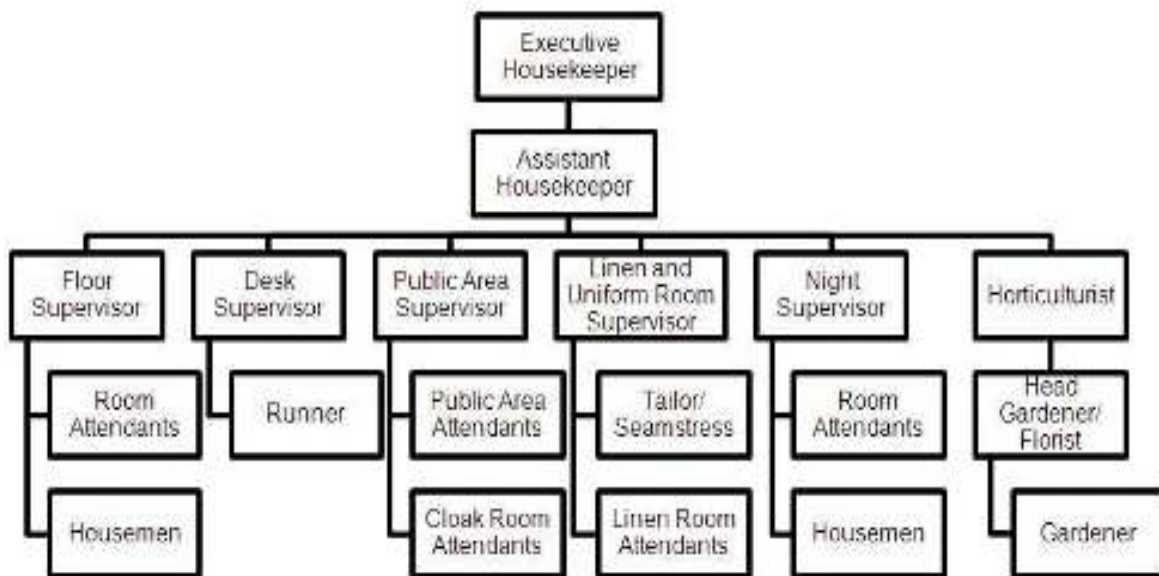 Executive
Housekeeper
Assistant
Housekeeper
Floor
Supervisor
Desk
Supervisor
Public Area
Supervisor
Linen and
Uniform Room
Supervisor
Night
Supervisor
Horticulturist
Room
Attendants
Runner
Public Area
Attendants
Tailor/
Seamstress
Room
Attendants
Head
Gardener/
Florist
Housemen
Cloak Room
Attendants
Linen Room
Attendants
Housemen
Gardener